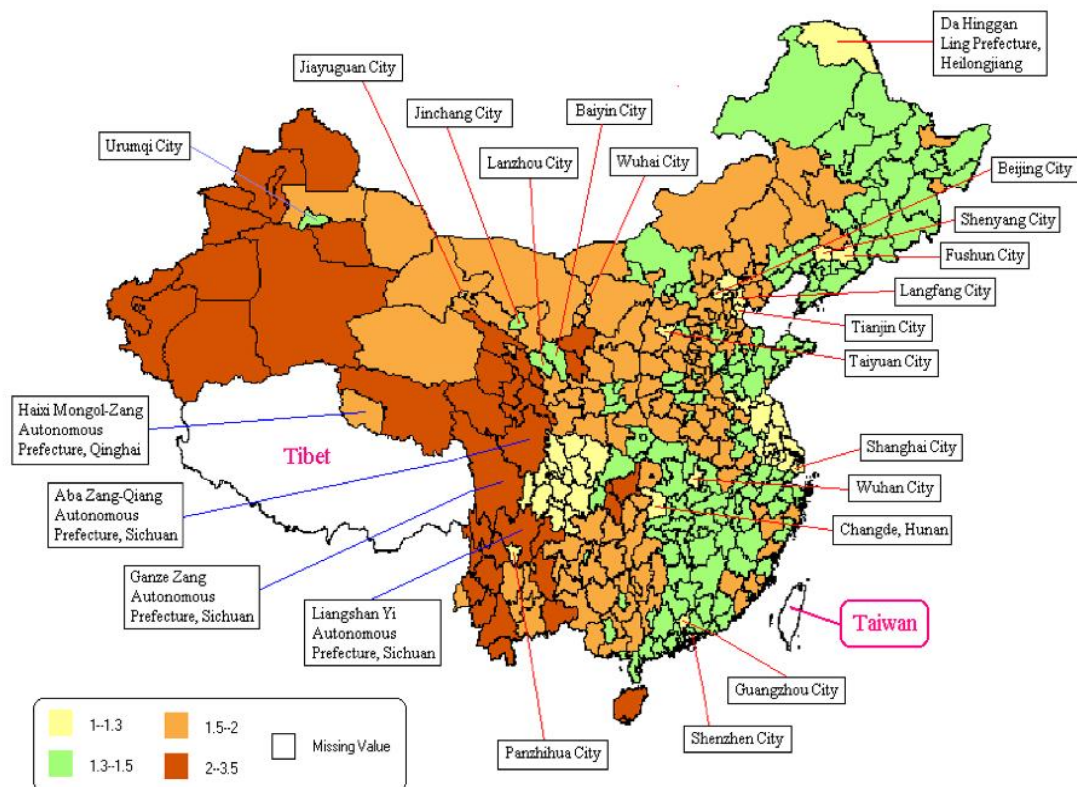 Da Hinggan
Ling Prefecture,
Heilongjiang
Jiayuguan City
Jinchang City
Baiyin City
Urumqi City
Lanzhou City
Wuhai City
Beijing City
Shenyang City
Fushun City
Langfang City
Tianjin City
Taiyuan City
Haixi Mongol-Zang
Autonomous
Prefecture, Qinghai
Tibet
Shanghai City
Wuhan City
Aba Zang-Qiang
Autonomous
Prefecture, Sichuan
Changde, Hunan
Ganze Zang
Autonomous
Prefecture, Sichuan
Liangshan Yi
Autonomous
Prefecture, Sichuan
Taiwan
Guangzhou City
Shenzhen City
Panzhihua City
1--1.3
1.5--2
Missing Value
1.3--1.5
2--3.5